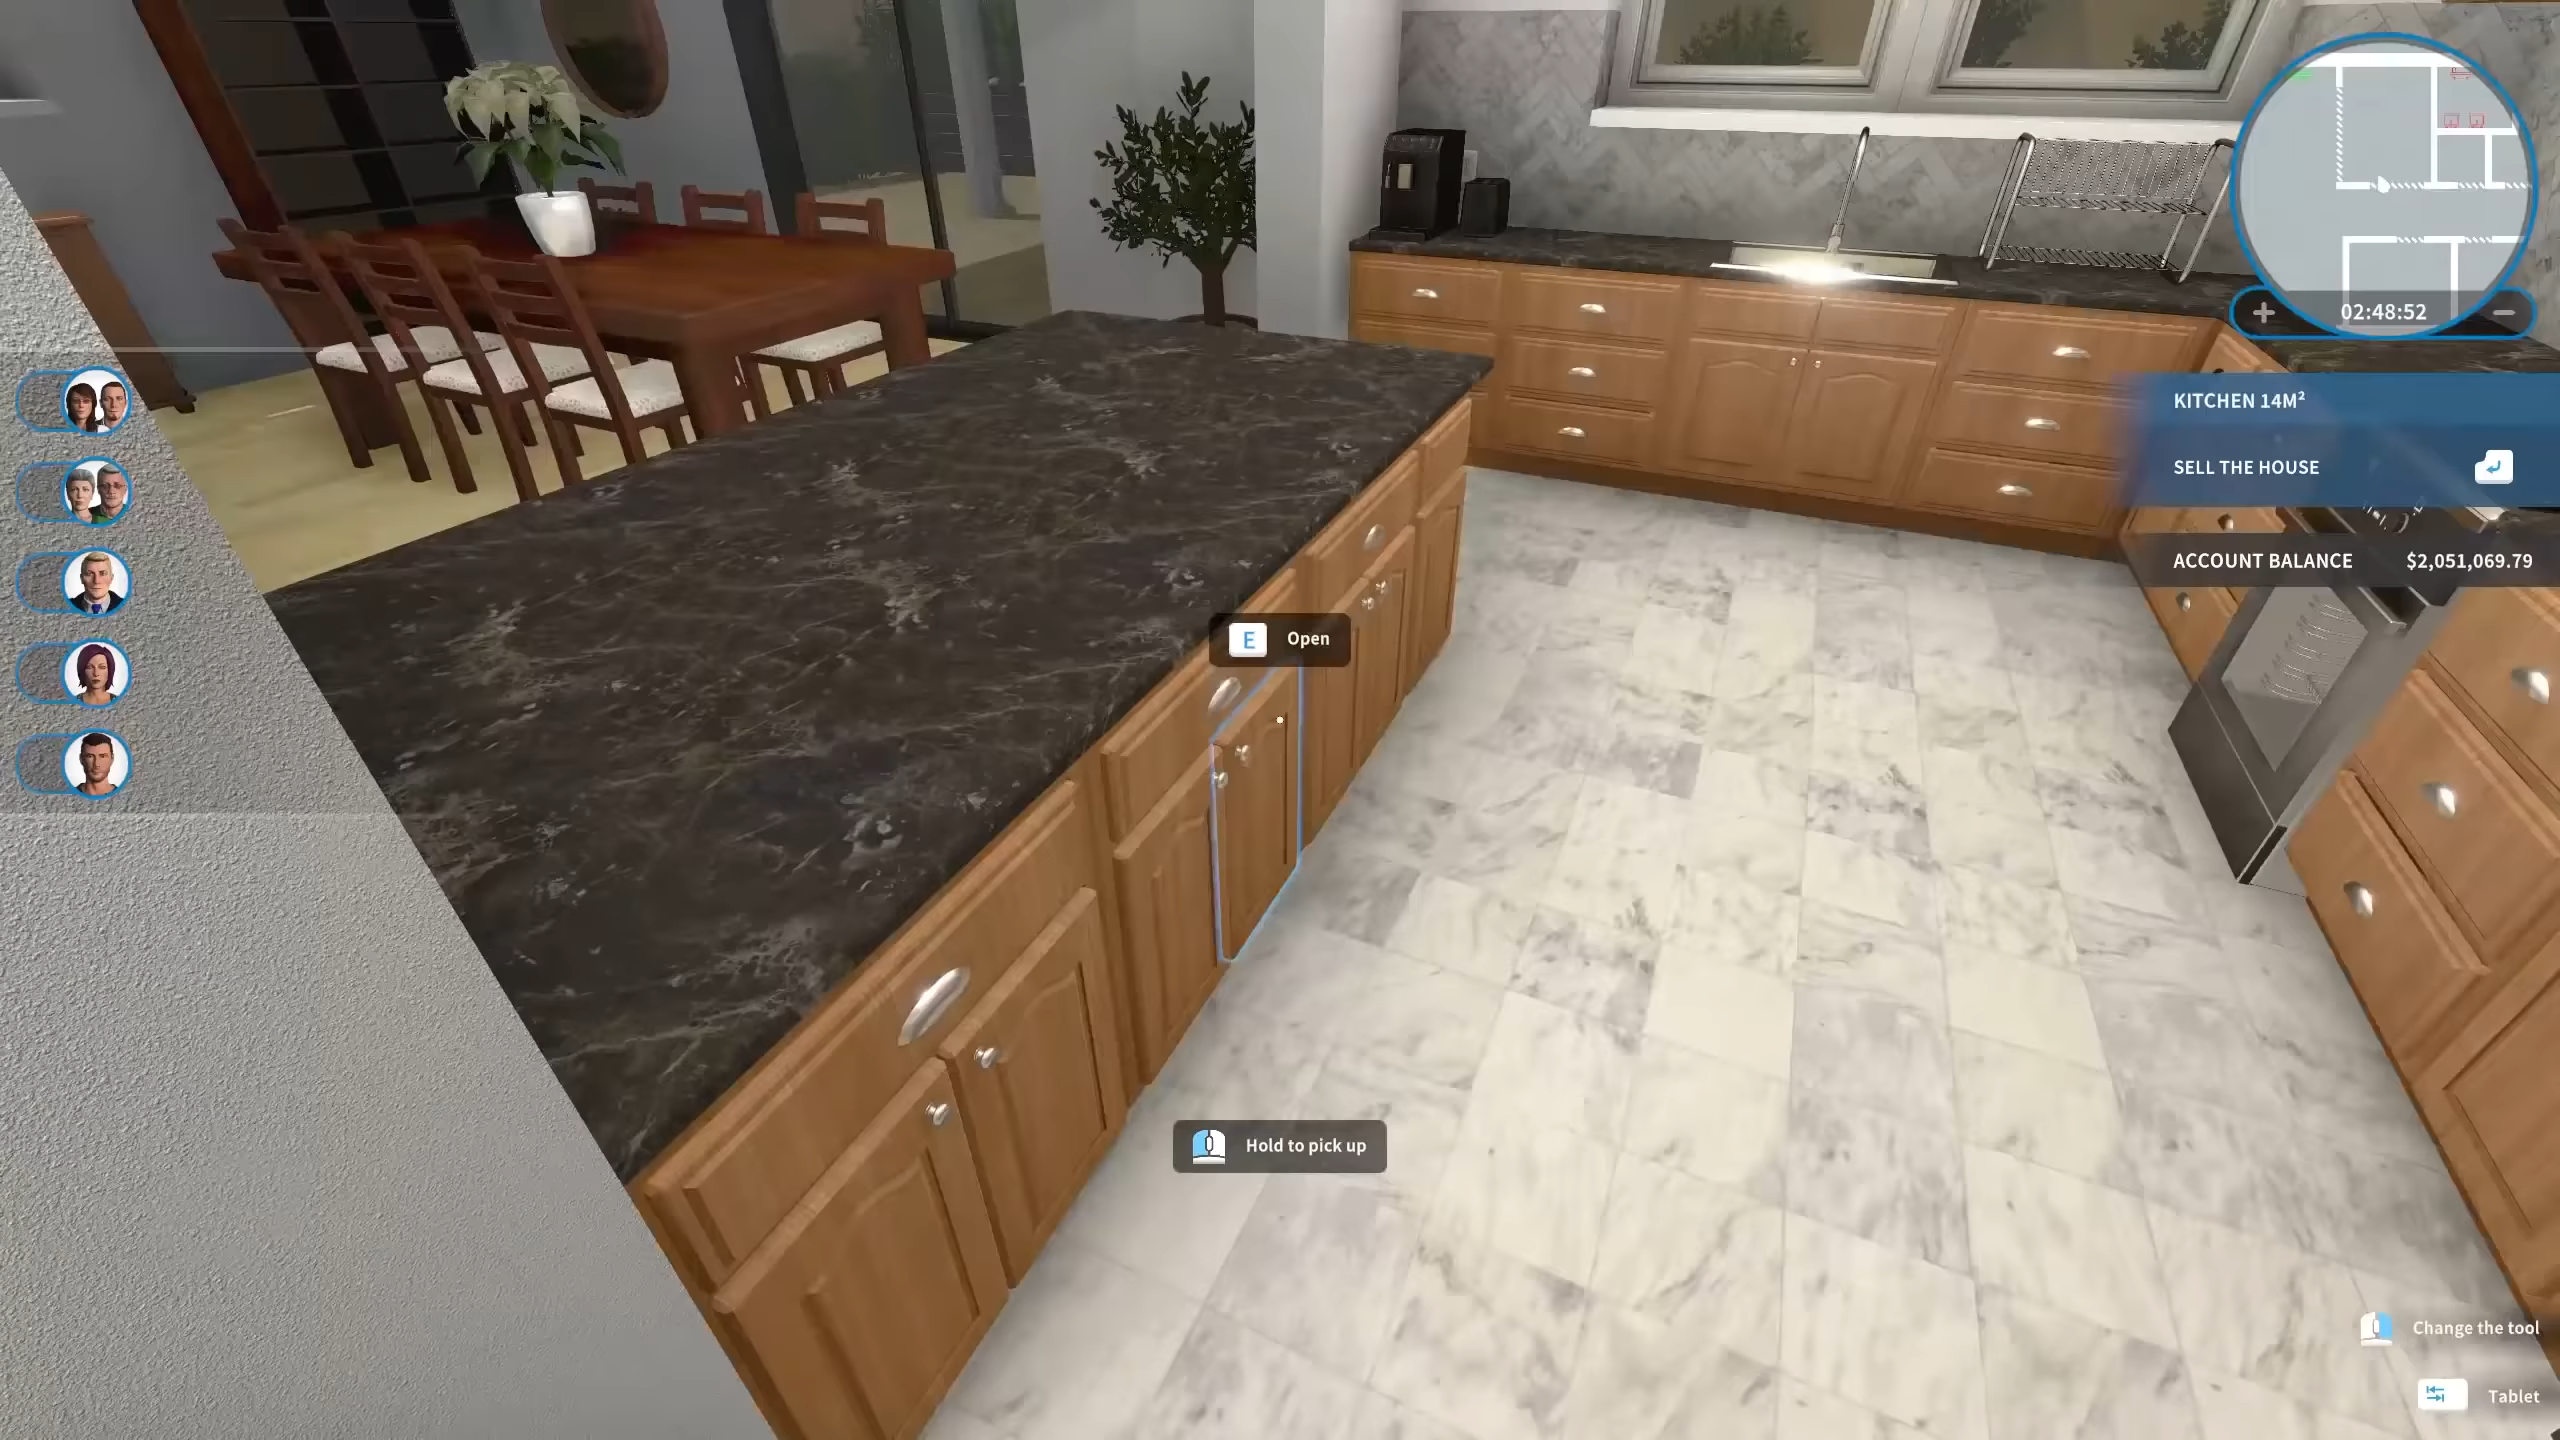 02:48:52
KITCHEN 14M²
SELL THE HOUSE
ACCOUNT BALANCE $2,051,069.79
E Open
Hold to pick up
Change the tool
Tablet